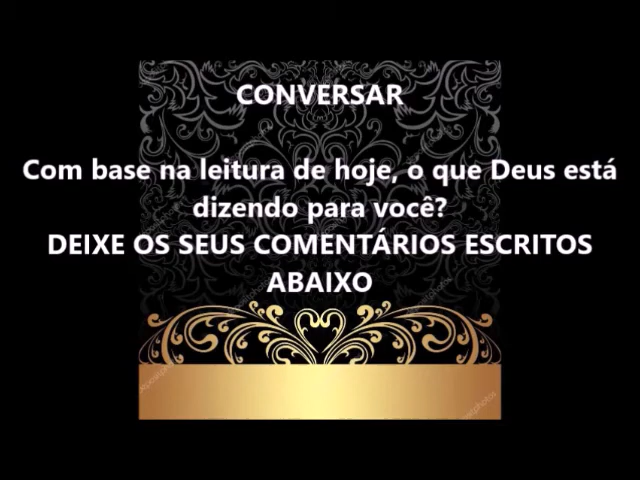 CONVERSAR
Com base na leitura de hoje, o que Deus está
dizendo para você?
DEIXE OS SEUS COMENTÁRIOS ESCRITOS
ABAIXO